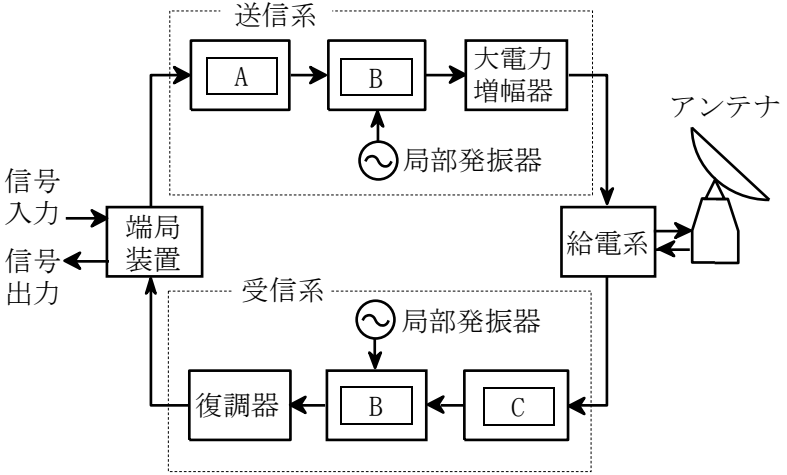 送信系
A
B
大電力
増幅器
局部発振器
アンテナ
信号
入力
端局
装置
信号
出力
給電系
受信系
局部発振器
復調器
B
C